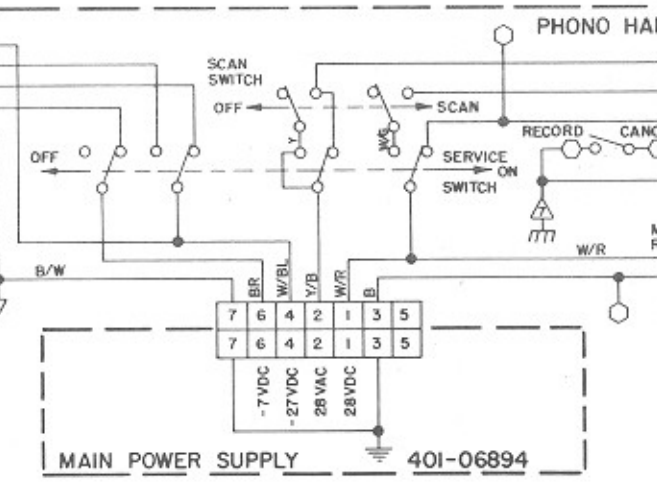 PHONO HA
SCAN
SWITCH
OFF
SCAN
Y
W/G
RECORD
CANC
OFF
SERVICE
ON
SWITCH
7
W/R
B/W
BR
W/BL
Y/B
W/R
B
7 6 4 2 1 3 5
7 6 4 2 1 3 5
-7VDC
-27VDC
28VAC
28VDC
MAIN POWER SUPPLY
401-06894